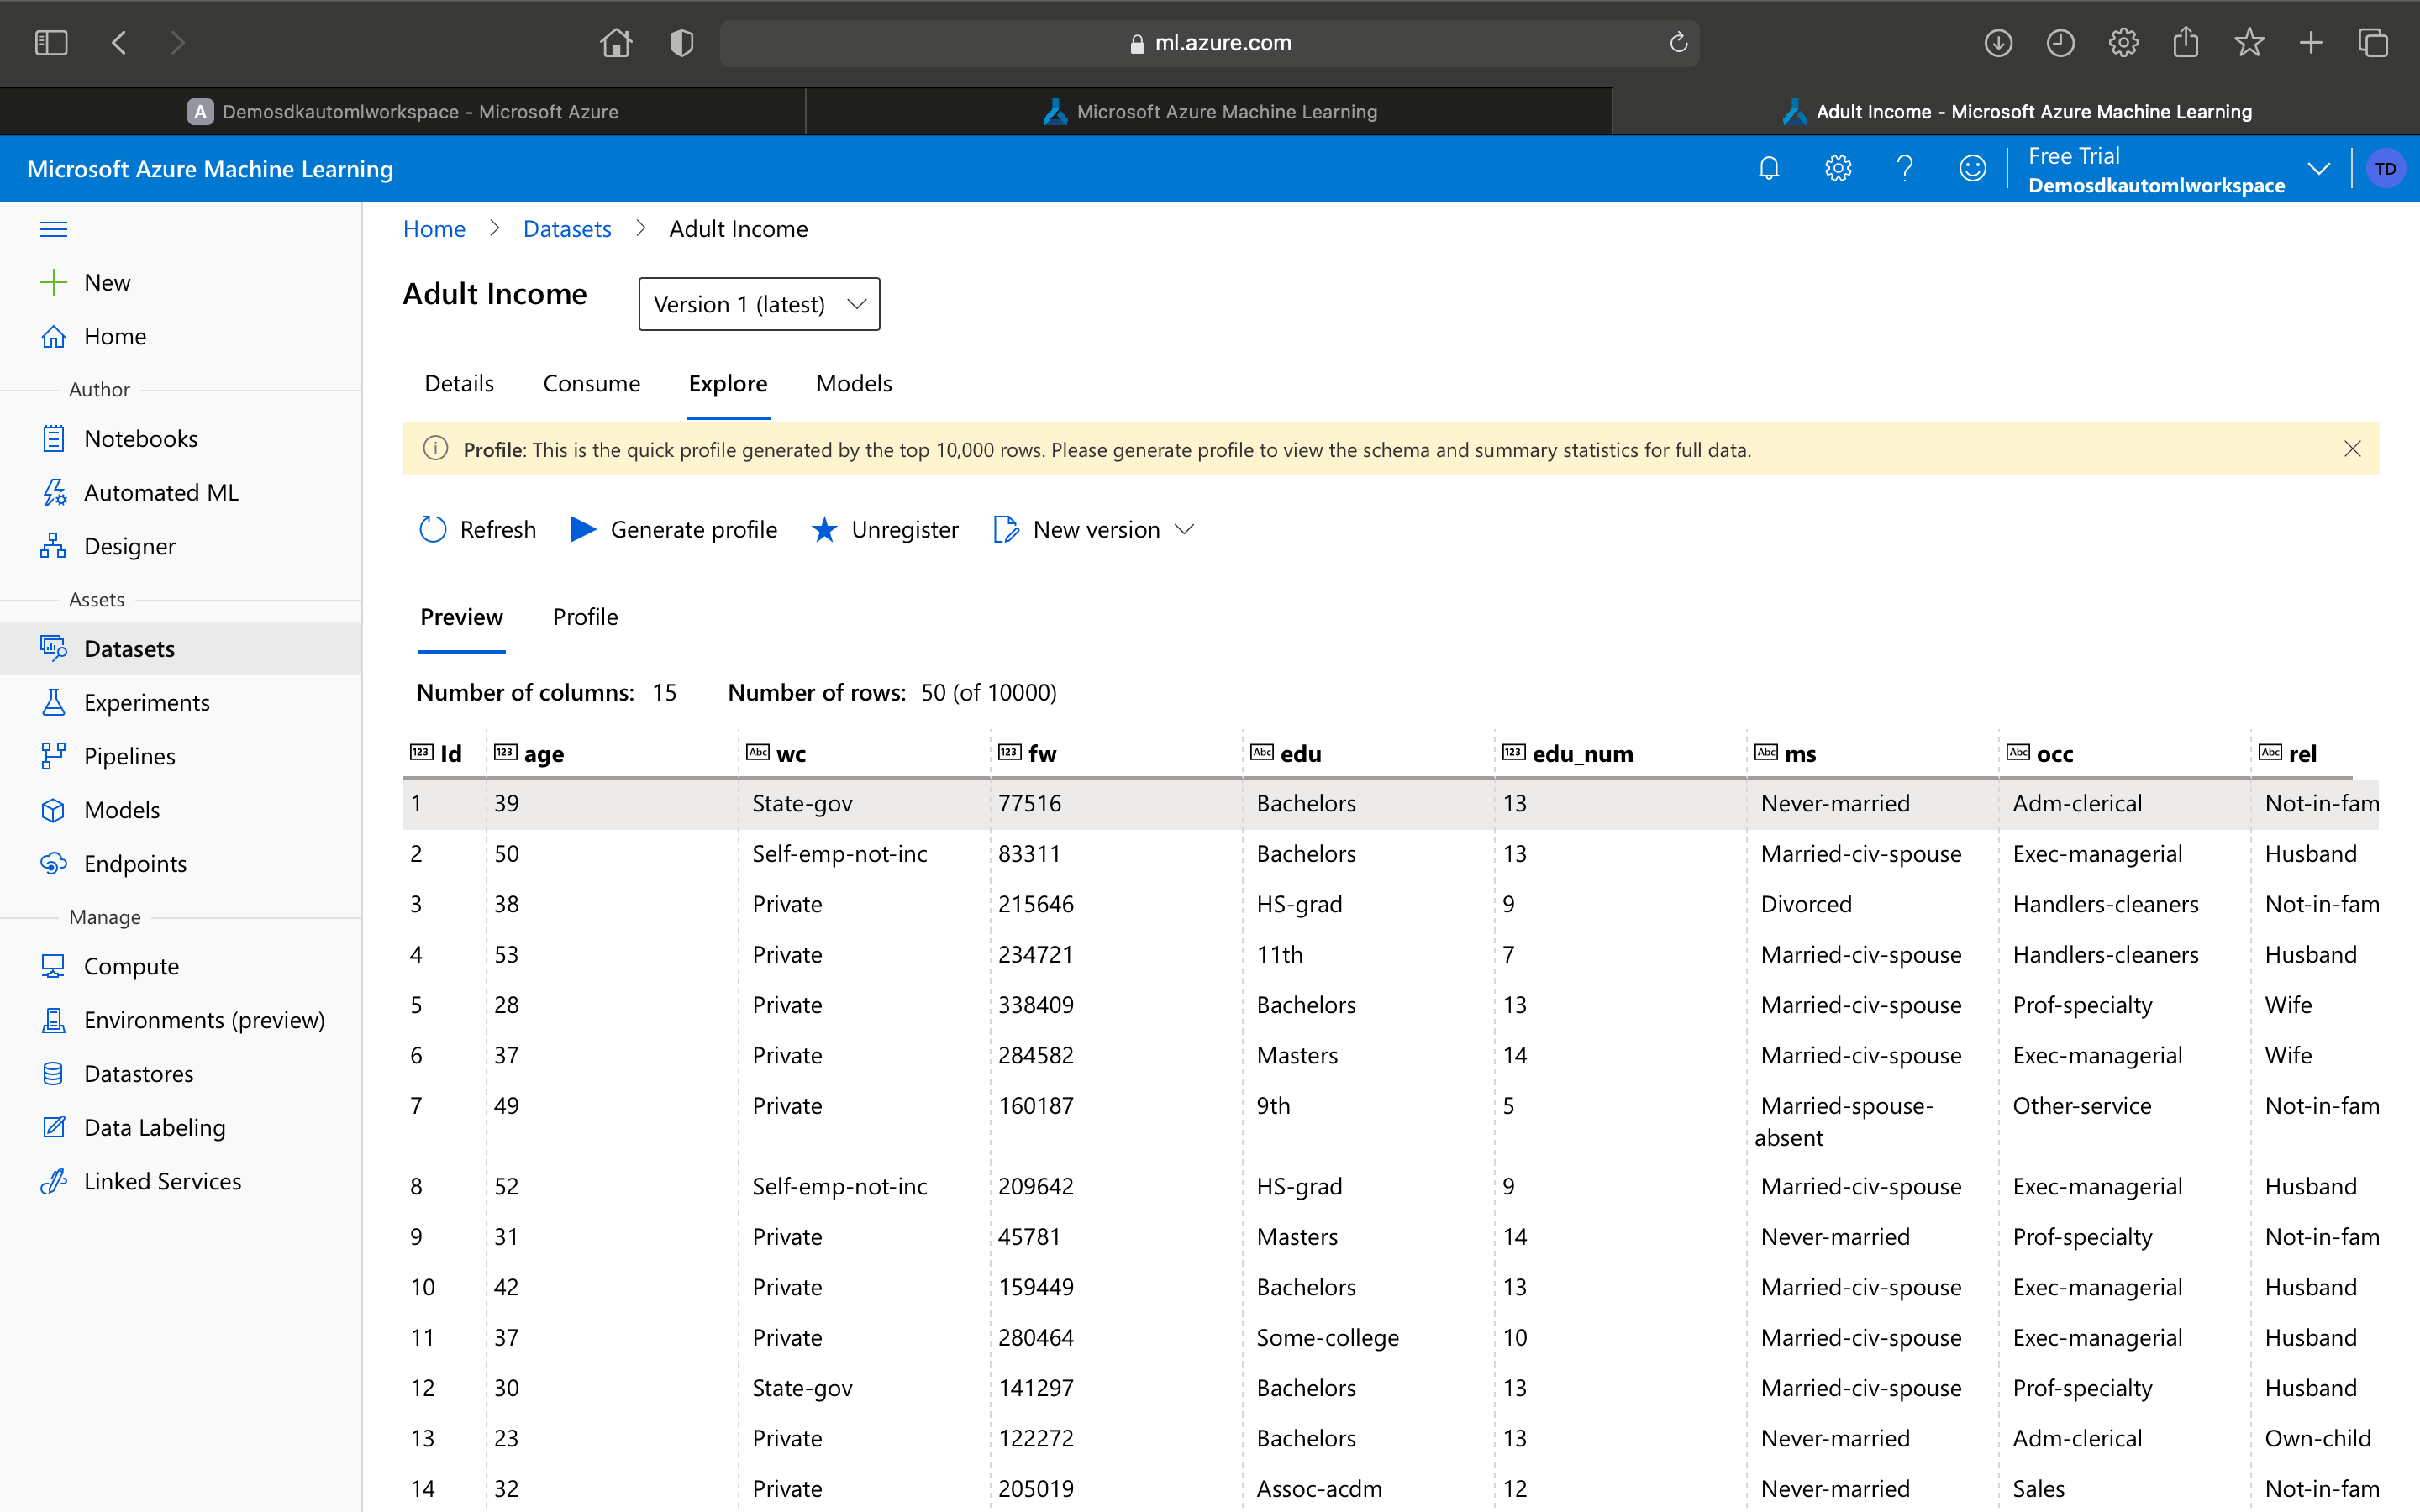 ml.azure.com
A Demosdkautomlworkspace - Microsoft Azure
Microsoft Azure Machine Learning
Adult Income - Microsoft Azure Machine Learning
Microsoft Azure Machine Learning
Free Trial
Demosdkautomlworkspace
TD
New
Home
Author
Notebooks
Automated ML
Designer
Assets
Datasets
Experiments
Pipelines
Models
Endpoints
Manage
Compute
Environments (preview)
Datastores
Data Labeling
Linked Services
Home > Datasets > Adult Income
Adult Income
Version 1 (latest)
Details Consume Explore Models
Profile: This is the quick profile generated by the top 10,000 rows. Please generate profile to view the schema and summary statistics for full data.
Refresh Generate profile Unregister New version
Preview Profile
Number of columns: 15 Number of rows: 50 (of 10000)
123 Id 123 age Abc wc 123 fw Abc edu 123 edu_num Abc ms Abc occ Abc rel
1 39 State-gov 77516 Bachelors 13 Never-married Adm-clerical Not-in-fam
2 50 Self-emp-not-inc 83311 Bachelors 13 Married-civ-spouse Exec-managerial Husband
3 38 Private 215646 HS-grad 9 Divorced Handlers-cleaners Not-in-fam
4 53 Private 234721 11th 7 Married-civ-spouse Handlers-cleaners Husband
5 28 Private 338409 Bachelors 13 Married-civ-spouse Prof-specialty Wife
6 37 Private 284582 Masters 14 Married-civ-spouse Exec-managerial Wife
7 49 Private 160187 9th 5 Married-spouse- Other-service Not-in-fam
absent
8 52 Self-emp-not-inc 209642 HS-grad 9 Married-civ-spouse Exec-managerial Husband
9 31 Private 45781 Masters 14 Never-married Prof-specialty Not-in-fam
10 42 Private 159449 Bachelors 13 Married-civ-spouse Exec-managerial Husband
11 37 Private 280464 Some-college 10 Married-civ-spouse Exec-managerial Husband
12 30 State-gov 141297 Bachelors 13 Married-civ-spouse Prof-specialty Husband
13 23 Private 122272 Bachelors 13 Never-married Adm-clerical Own-child
14 32 Private 205019 Assoc-acdm 12 Never-married Sales Not-in-fam